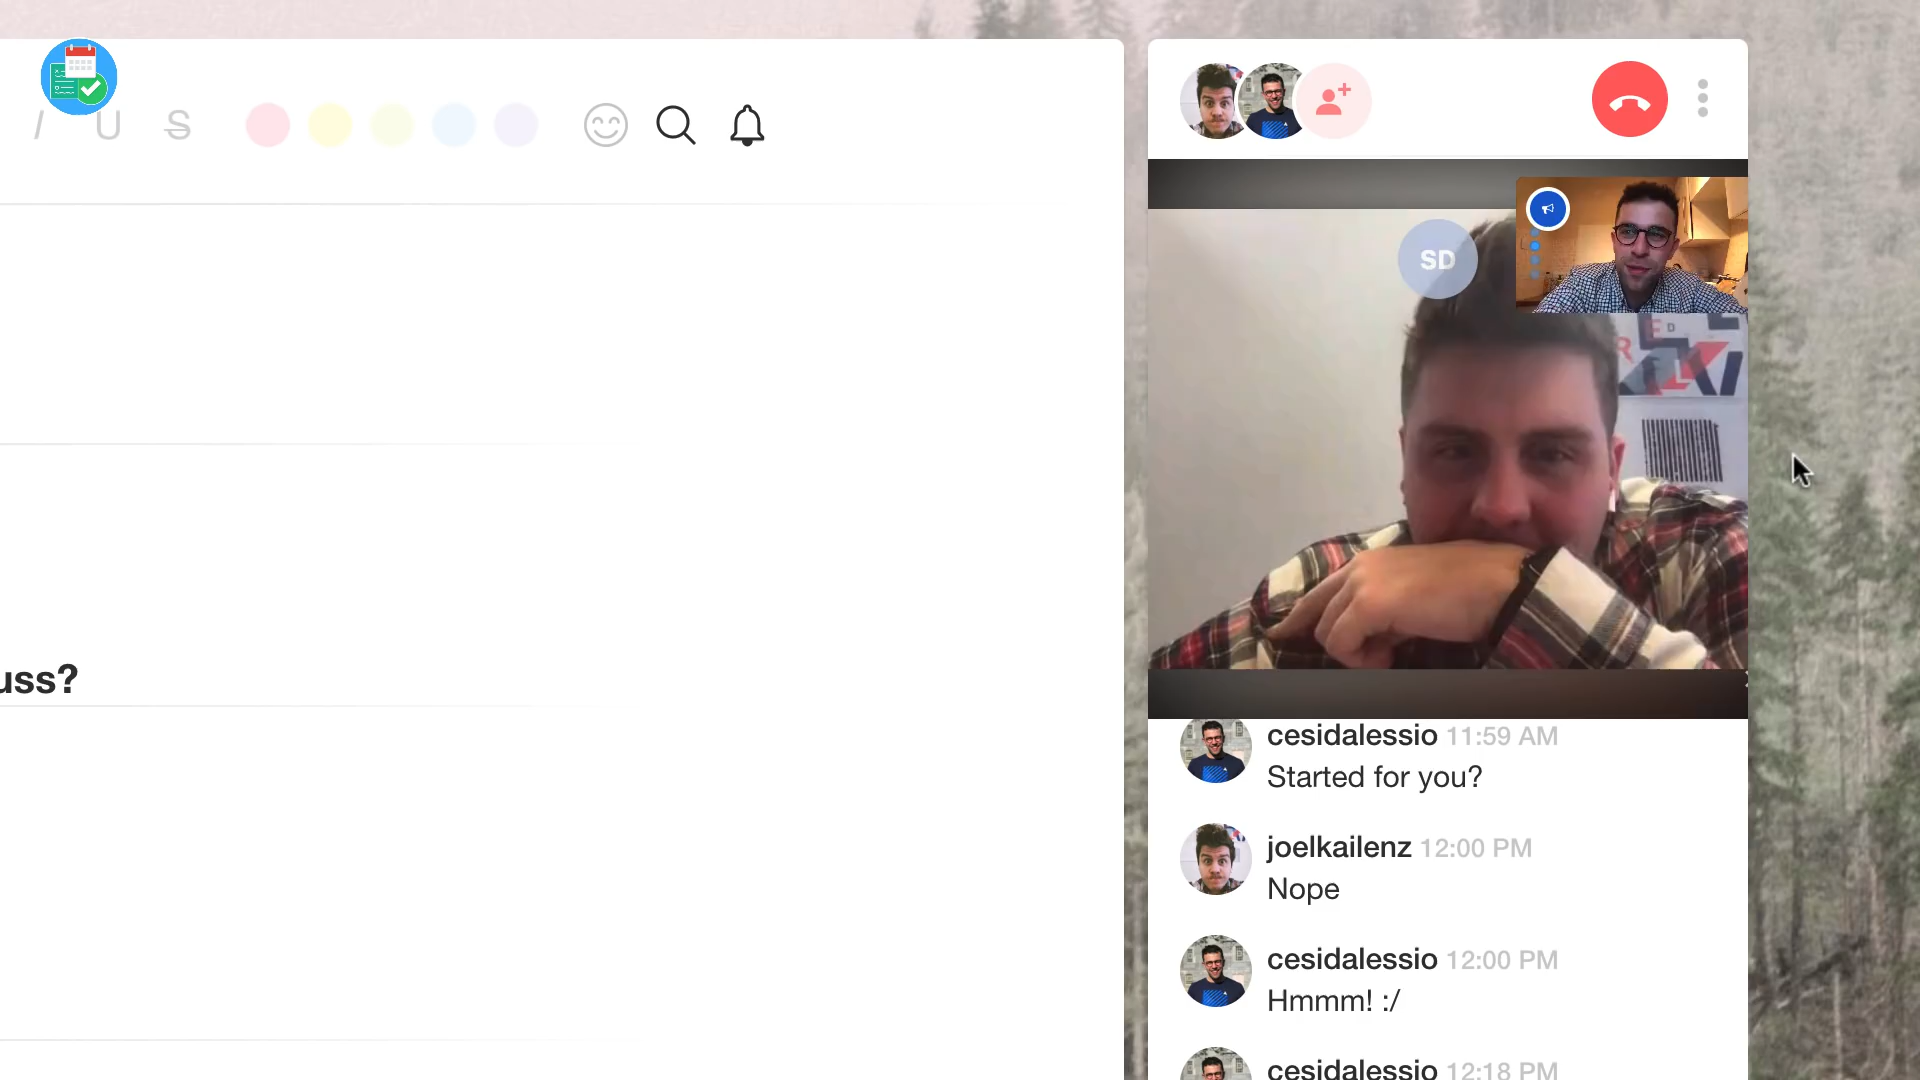 I U S
SD
uss?
cesidalessio 11:59 AM
Started for you?
joelkailenz 12:00 PM
Nope
cesidalessio 12:00 PM
Hmmm! :/
cesidalessio 12:18 PM